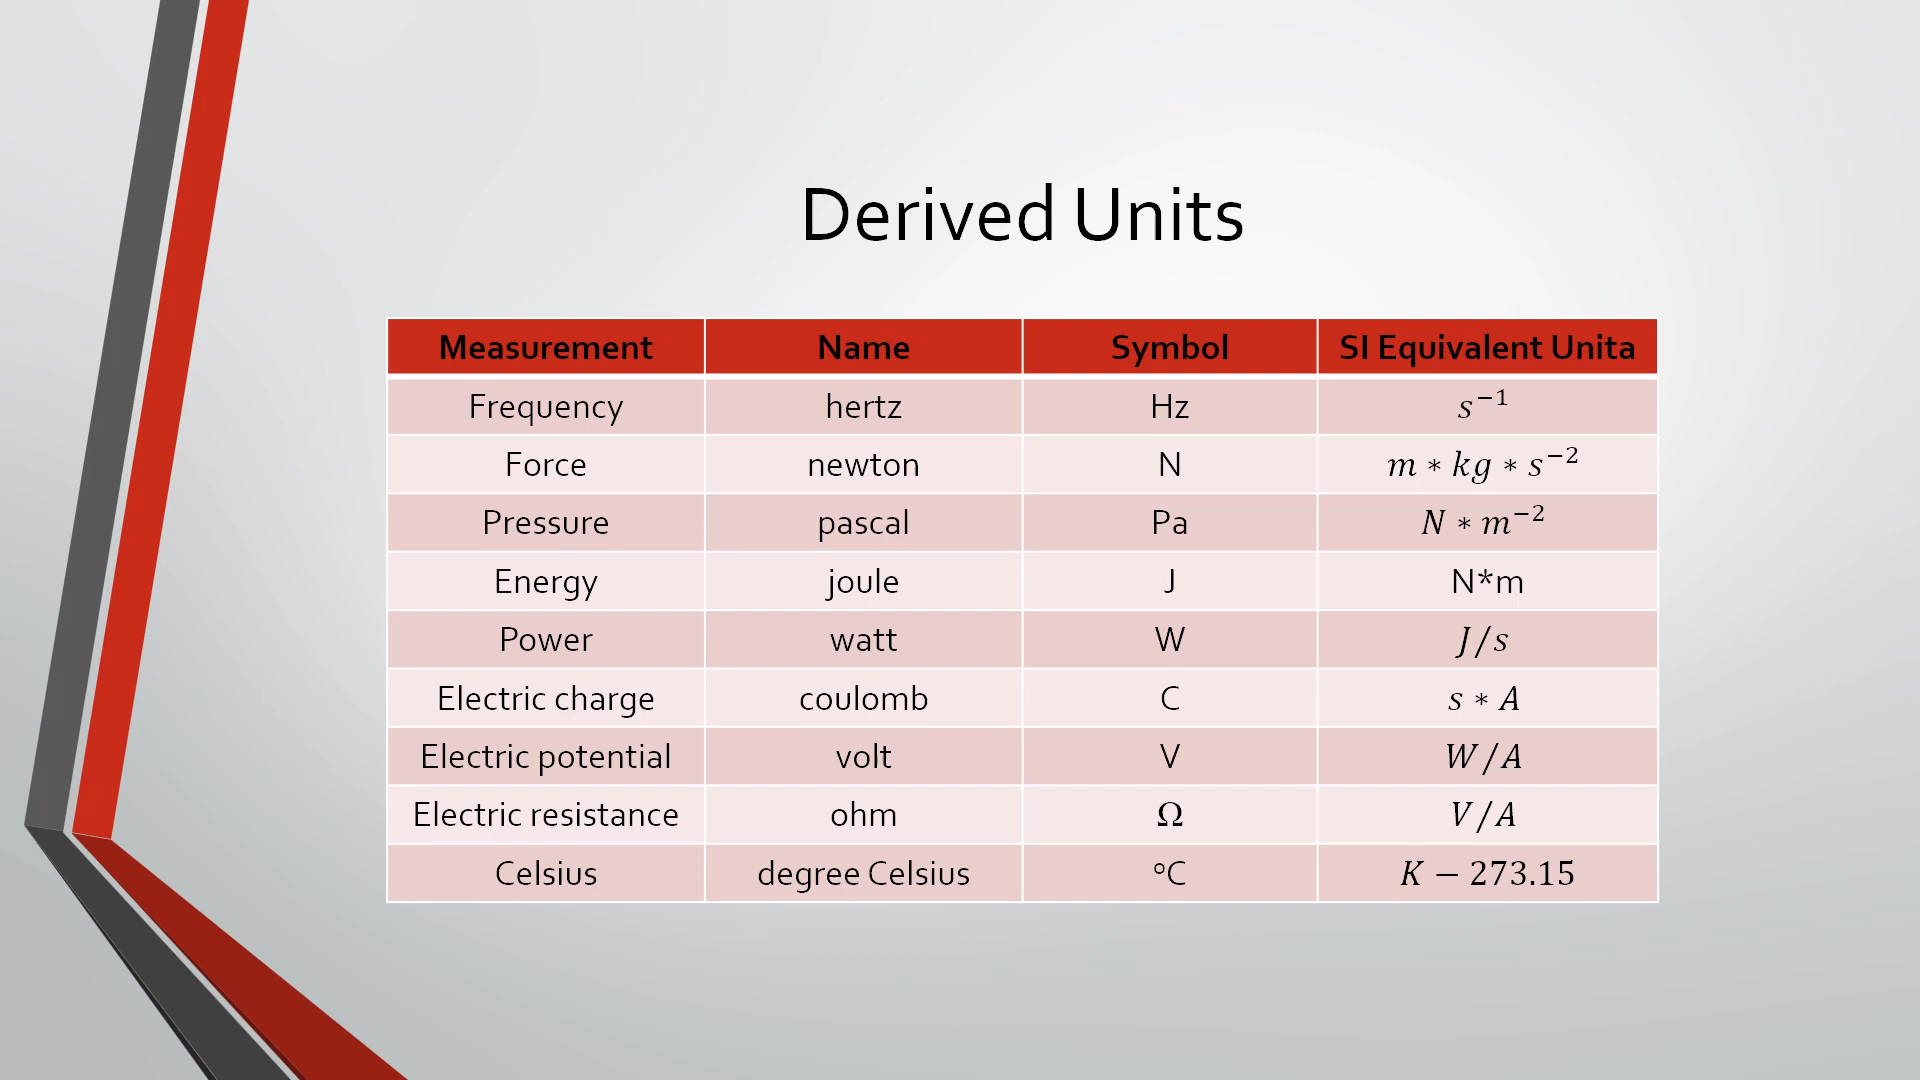 Derived Units
Measurement Name Symbol SI Equivalent Unita
Frequency hertz Hz s⁻¹
Force newton N m * kg * s⁻²
Pressure pascal Pa N * m⁻²
Energy joule J N*m
Power watt W J/s
Electric charge coulomb C s * A
Electric potential volt V W/A
Electric resistance ohm Ω V/A
Celsius degree Celsius °C K − 273.15